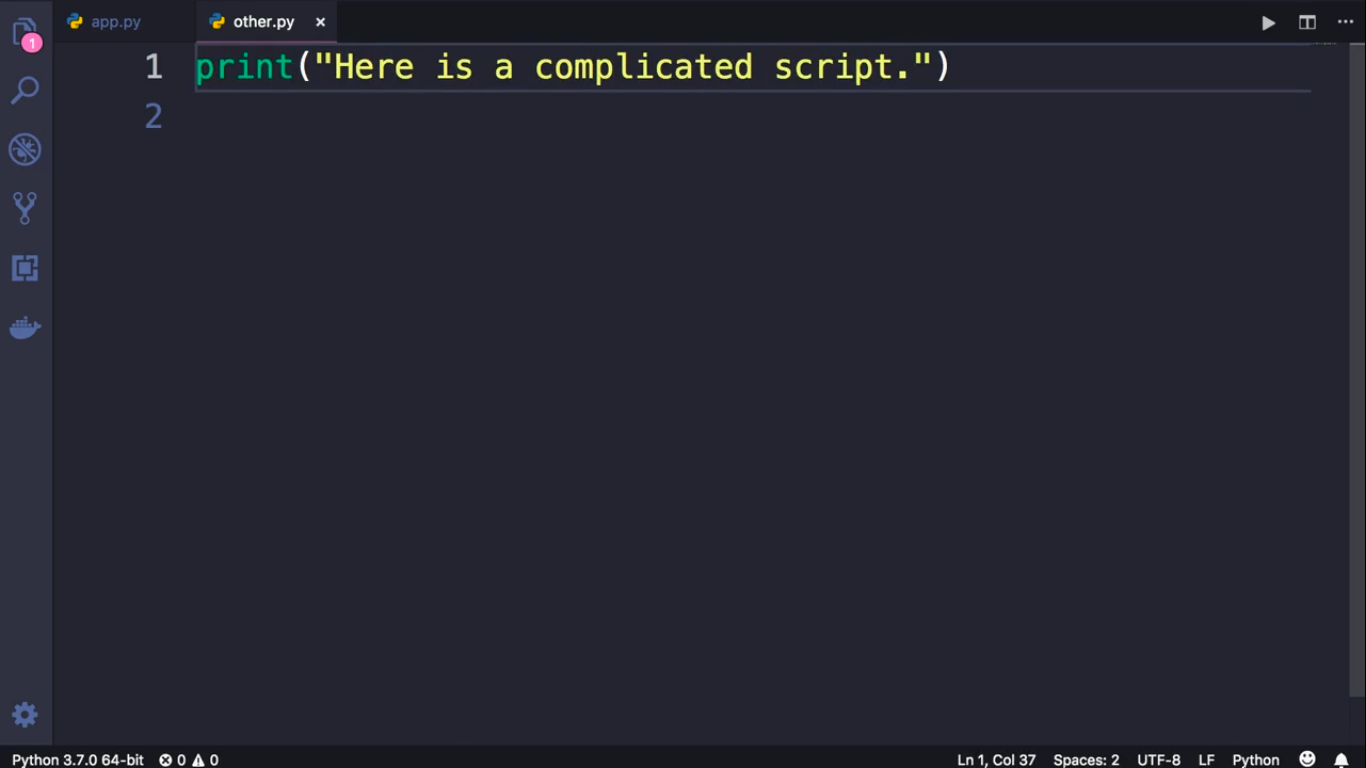 app.py other.py ×
1
1 print("Here is a complicated script.")
2
Python 3.7.0 64-bit 0 0 Ln 1, Col 37 Spaces: 2 UTF-8 LF Python